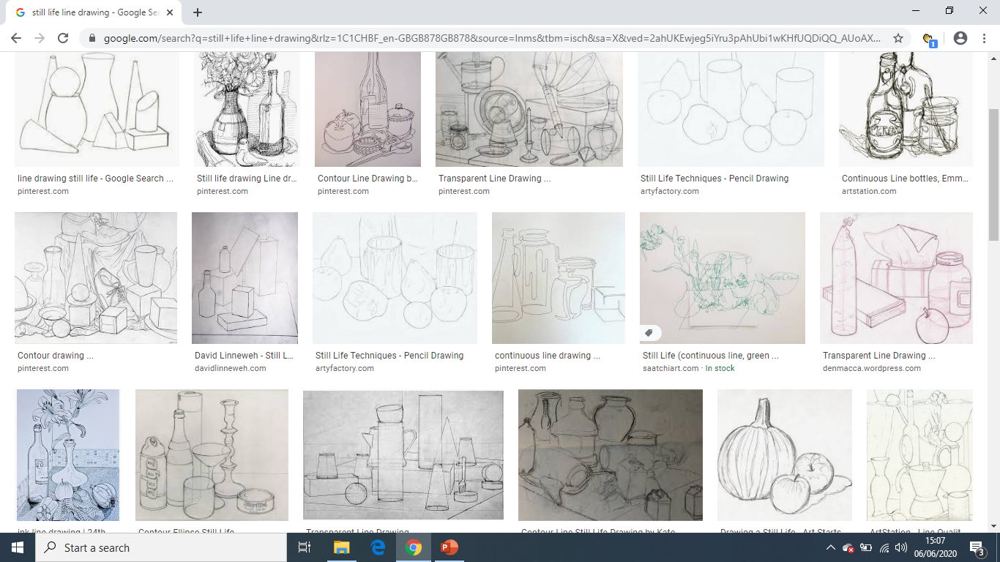 still life line drawing - Google Sea
google.com/search?q=still+life+line+drawing&rlz=1C1CHBF_en-GBGB878GB878&source=lnms&tbm=isch&sa=X&ved=2ahUKEwjeg5iYru3pAhUbi1wKHfUQDiQQ_AUoAX...
1
line drawing still life - Google Search ...
pinterest.com
Still life drawing Line dr...
pinterest.com
Contour Line Drawing b...
pinterest.com
Transparent Line Drawing ...
pinterest.com
Still Life Techniques - Pencil Drawing
artyfactory.com
Continuous Line bottles, Emm...
artstation.com
Contour drawing ...
pinterest.com
David Linneweh - Still L...
davidlinneweh.com
Still Life Techniques - Pencil Drawing
artyfactory.com
continuous line drawing ...
pinterest.com
Still Life (continuous line, green ...
saatchiart.com · In stock
Transparent Line Drawing ...
denmacca.wordpress.com
ink line drawing | 24th
Contour Ellipse Still Life
Transparent Line Drawing
Contour Line Still Life Drawing by Kate
Drawing a Still Life - Art Starts
ArtStation - Line Qualit
Start a search
15:07
06/06/2020
3